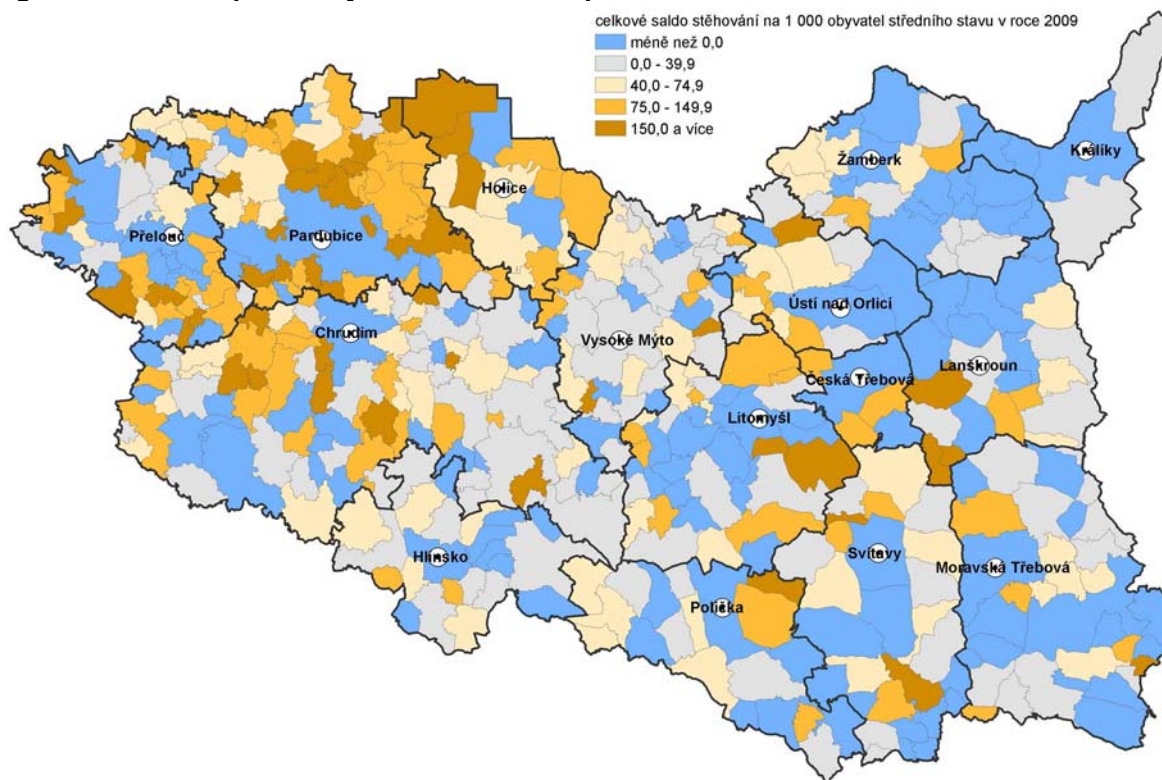 celkové saldo stěhování na 1 000 obyvatel středního stavu v roce 2009
méně než 0,0
0,0 - 39,9
40,0 - 74,9
75,0 - 149,9
150,0 a více
Králíky
Žamberk
Holice
Přelouč
Pardubice
Ústí nad Orlicí
Chrudim
Vysoké Mýto
Lanškroun
Česká Třebová
Litomyšl
Hlinsko
Svitavy
Moravská Třebová
Polička